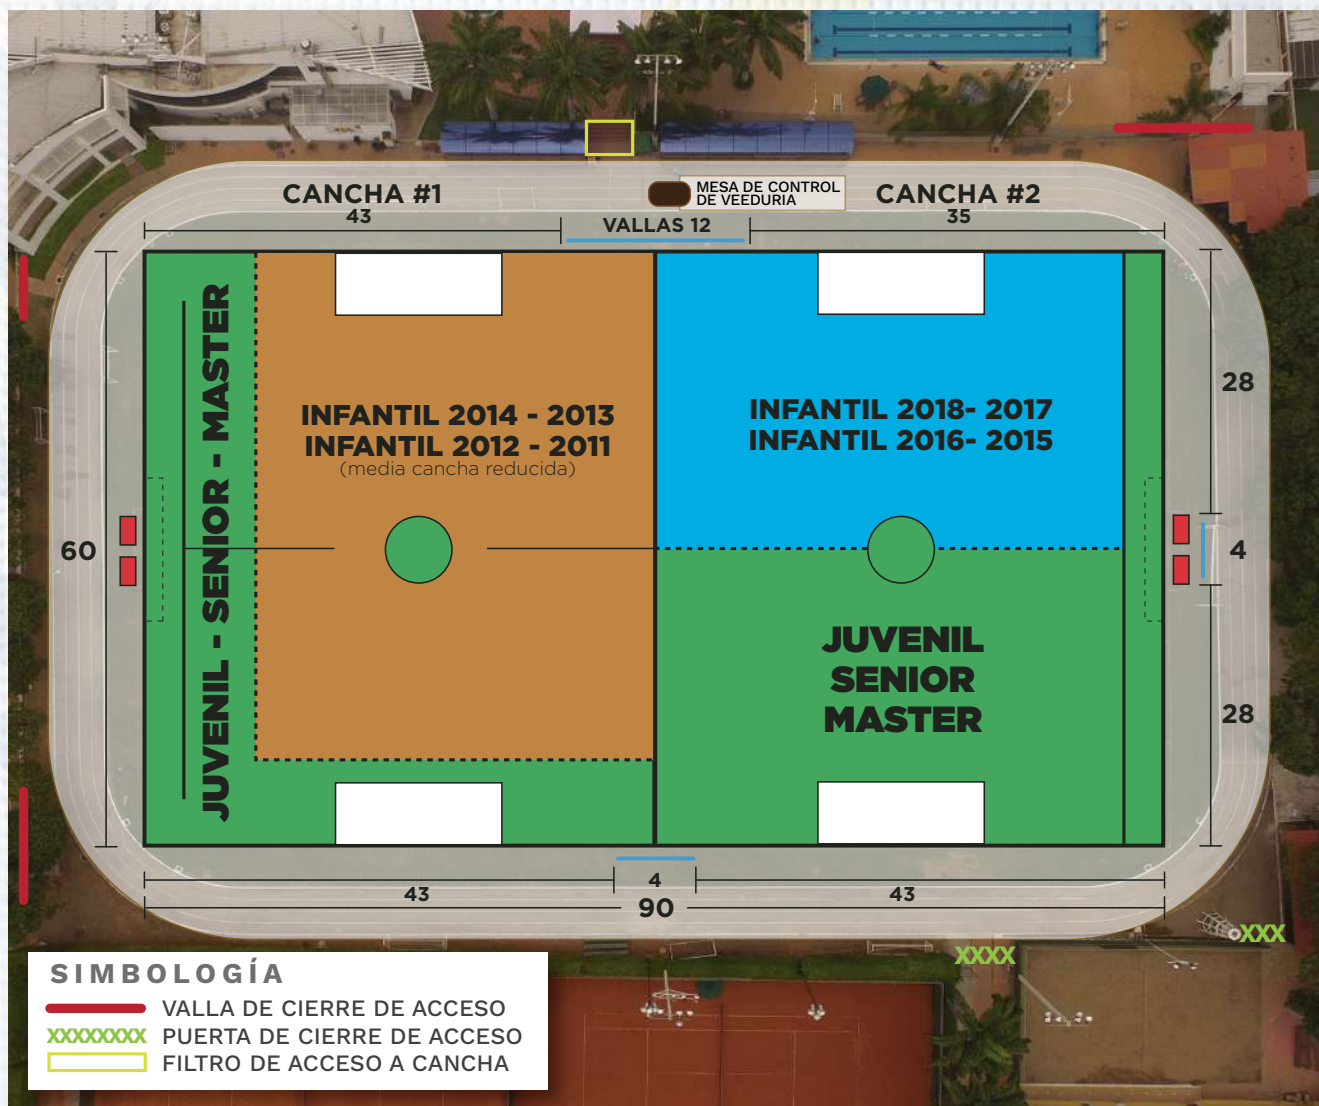 CANCHA #1
43
MESA DE CONTROL
DE VEEDURIA
CANCHA #2
35
VALLAS 12
JUVENIL - SENIOR - MASTER
INFANTIL 2014 - 2013
INFANTIL 2012 - 2011
(media cancha reducida)
INFANTIL 2018- 2017
INFANTIL 2016- 2015
28
60
4
JUVENIL
SENIOR
MASTER
28
43
4
43
90
XXX
XXXX
SIMBOLOGÍA
VALLA DE CIERRE DE ACCESO
XXXXXXXX PUERTA DE CIERRE DE ACCESO
FILTRO DE ACCESO A CANCHA